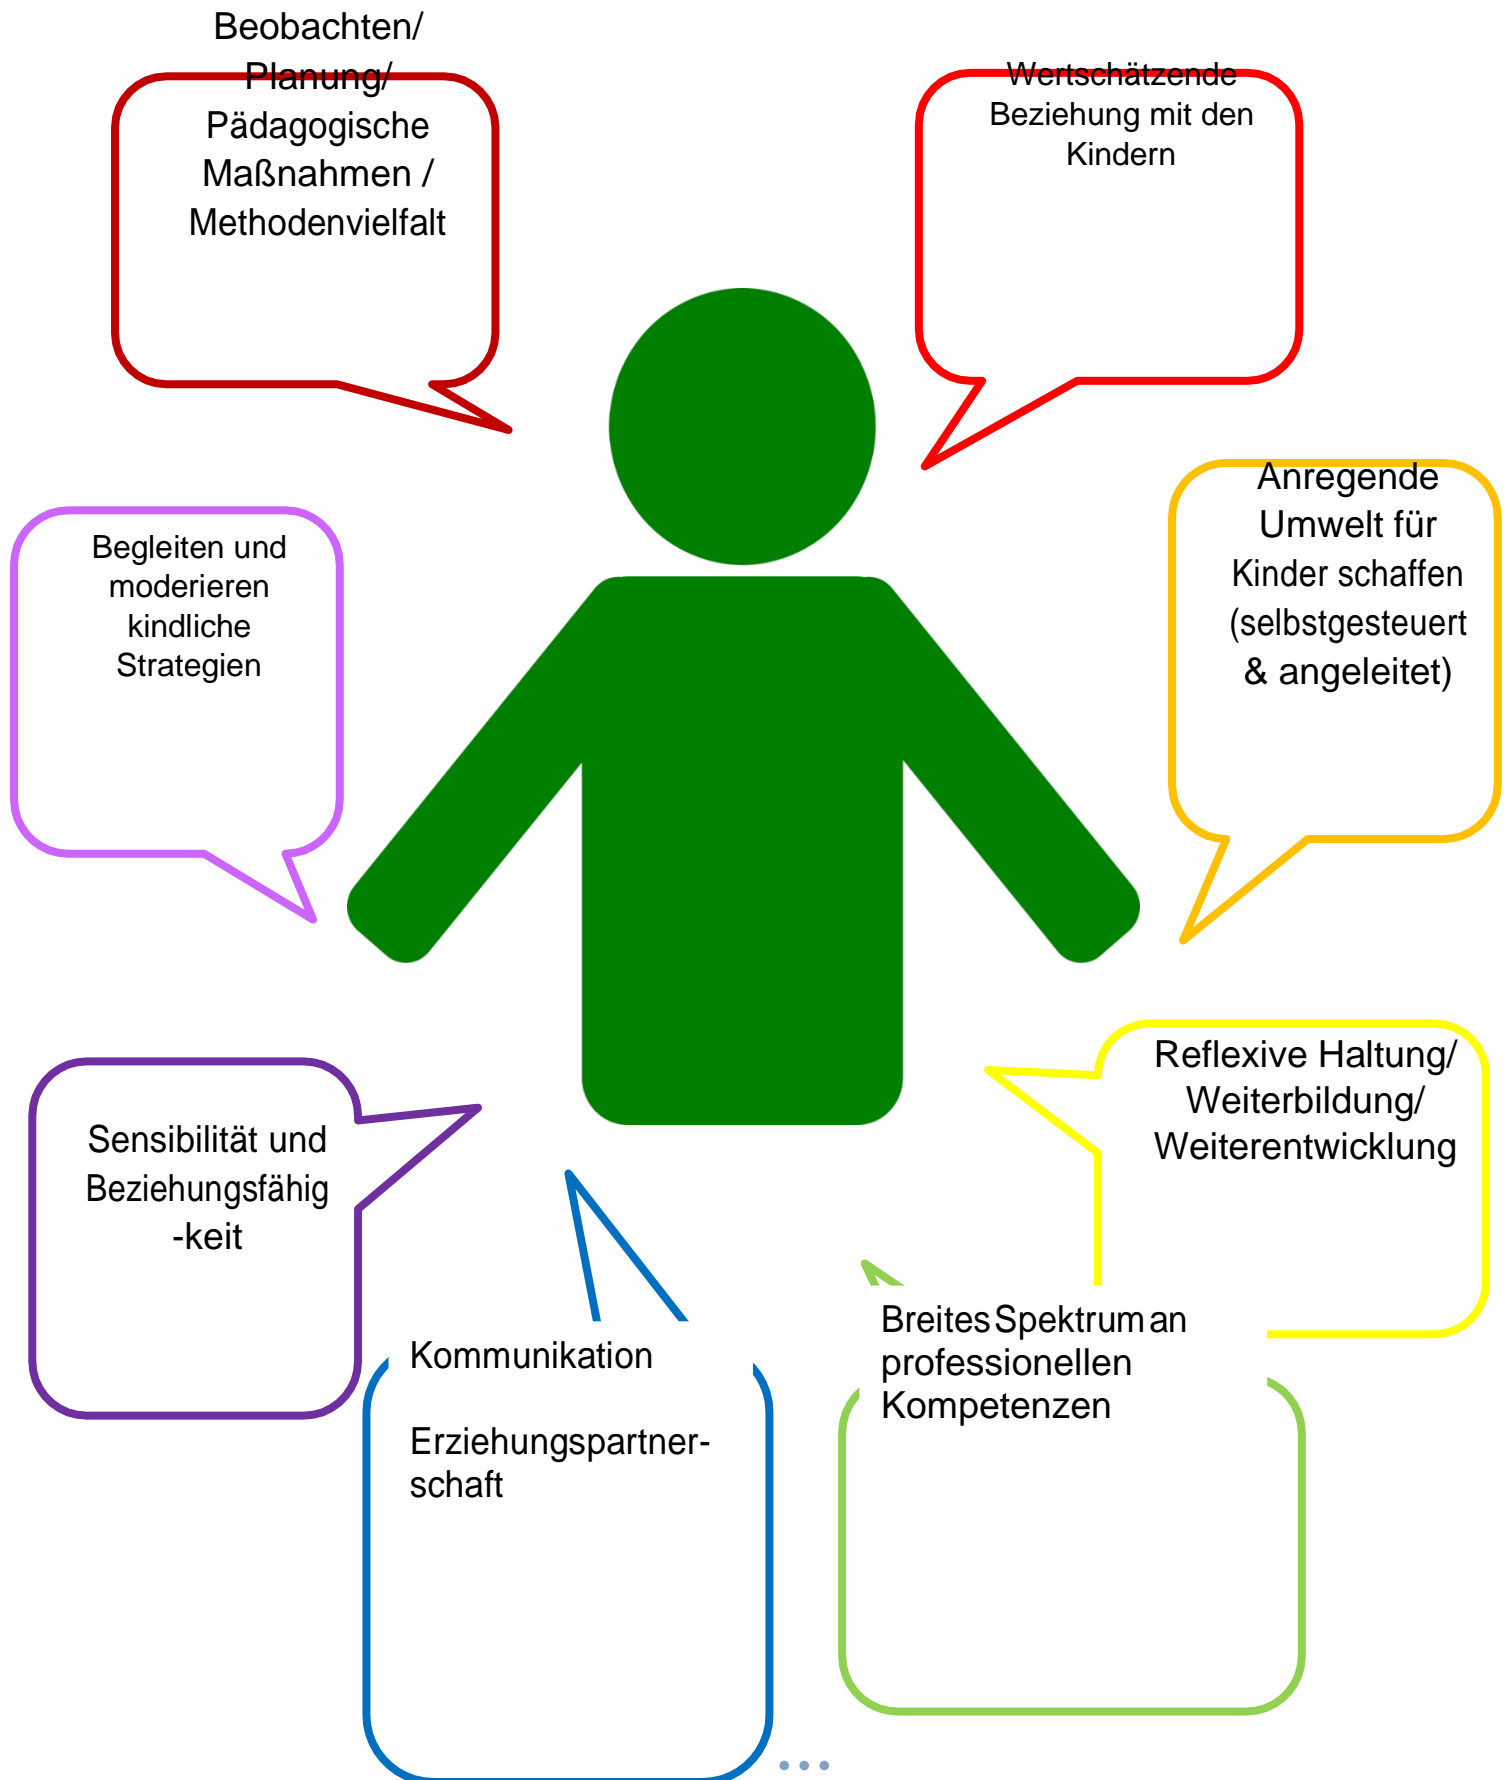 Beobachten/
Planung/
Pädagogische
Maßnahmen /
Methodenvielfalt
Wertschätzende
Beziehung mit den
Kindern
Begleiten und
moderieren
kindliche
Strategien
Anregende
Umwelt für
Kinder schaffen
(selbstgesteuert
& angeleitet)
Sensibilität und
Beziehungsfähig
-keit
Reflexive Haltung/
Weiterbildung/
Weiterentwicklung
Kommunikation
Erziehungspartner-
schaft
Breites Spektrum an
professionellen
Kompetenzen
...